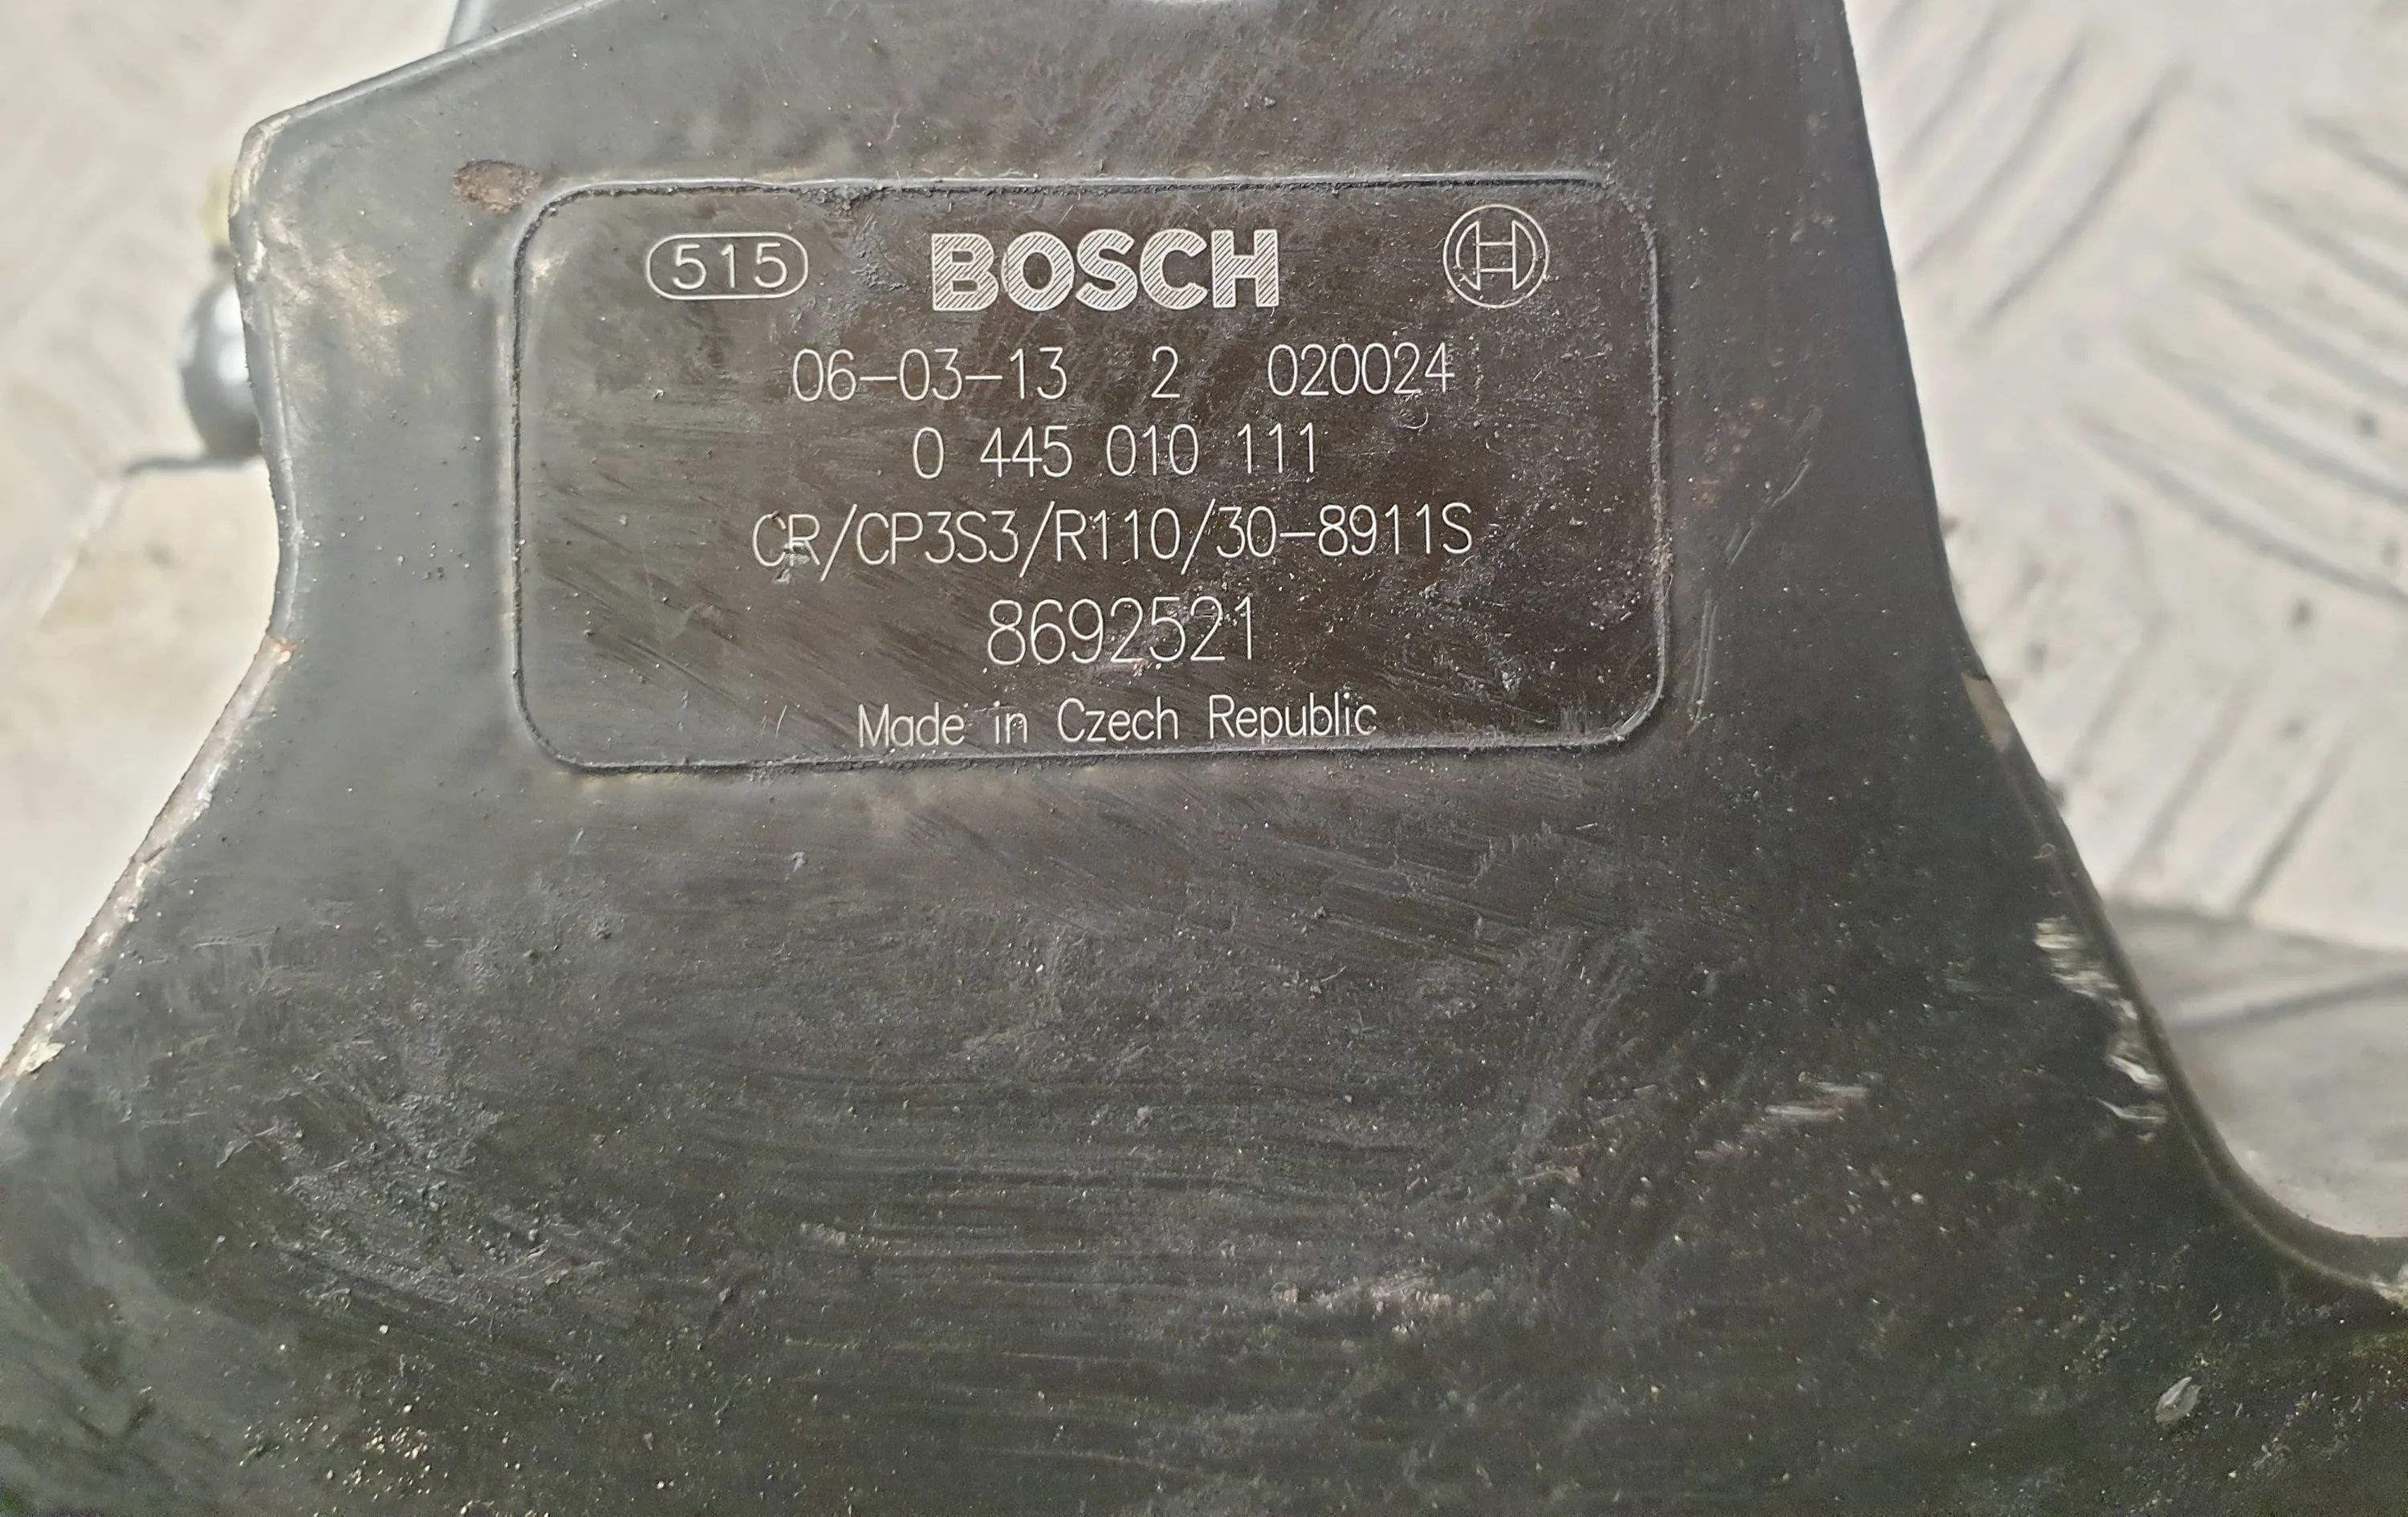 515 BOSCH
06-03-13 2 020024
0 445 010 111
CR/CP3S3/R110/30-8911S
8692521
Made in Czech Republic